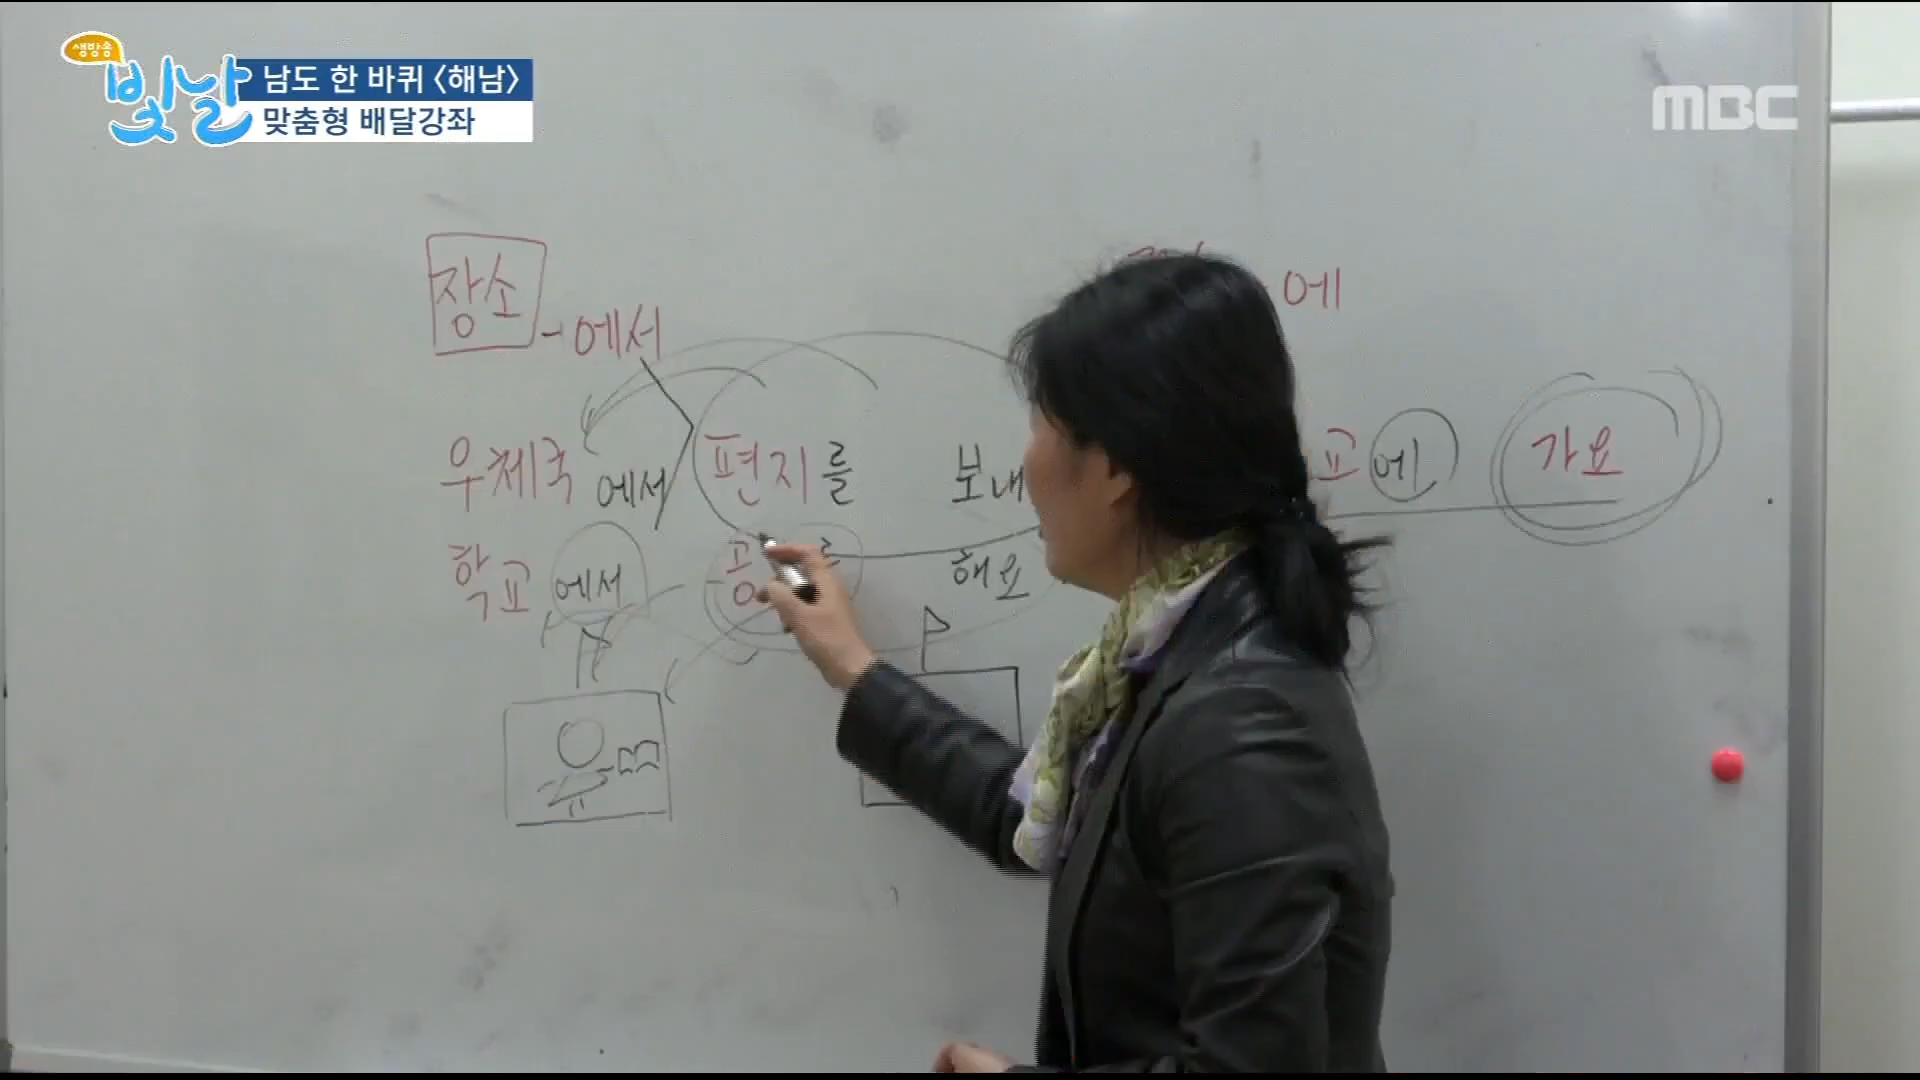 생방송
빛날
남도 한 바퀴 <해남>
맞춤형 배달강좌
MBC
장소 -에서
에
우체국에서 편지를 보내
교에 가요
학교에서 공 를 해요